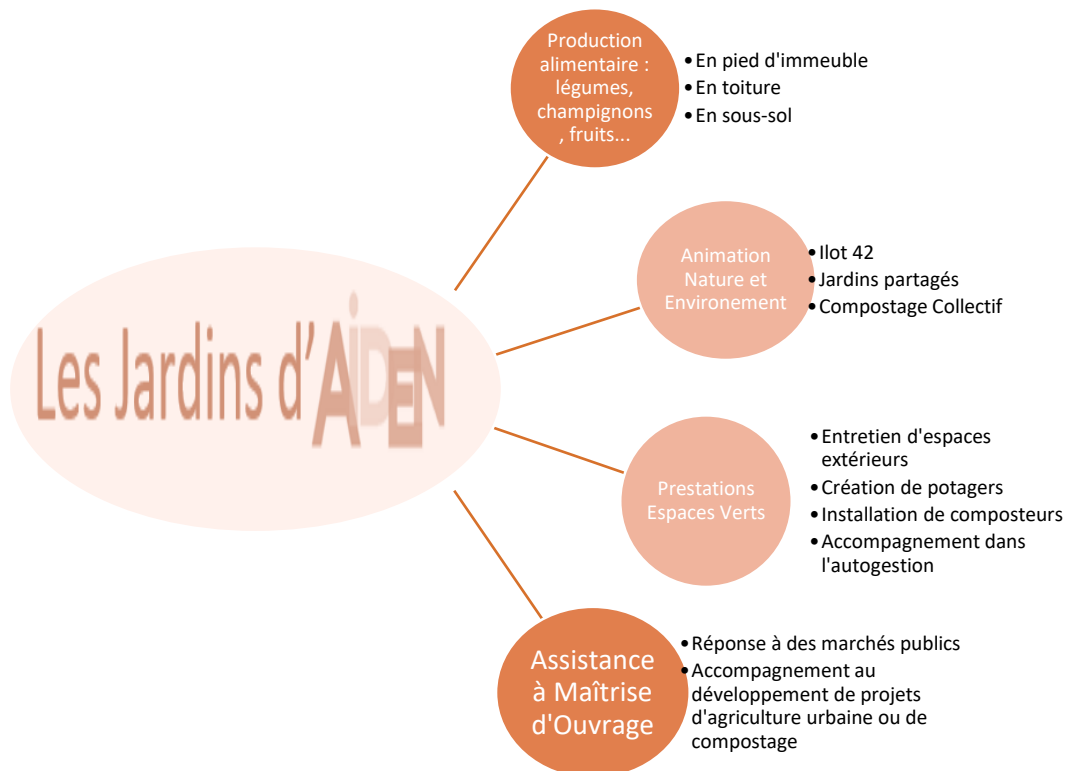 Production
alimentaire :
légumes,
champignons
, fruits...
•En pied d'immeuble
•En toiture
•En sous-sol
Les Jardins d'AiDEN
Animation
Nature et
Environement
•Ilot 42
•Jardins partagés
•Compostage Collectif
Prestations
Espaces Verts
•Entretien d'espaces
extérieurs
•Création de potagers
•Installation de composteurs
•Accompagnement dans
l'autogestion
Assistance
à Maîtrise
d'Ouvrage
•Réponse à des marchés publics
•Accompagnement au
développement de projets
d'agriculture urbaine ou de
compostage